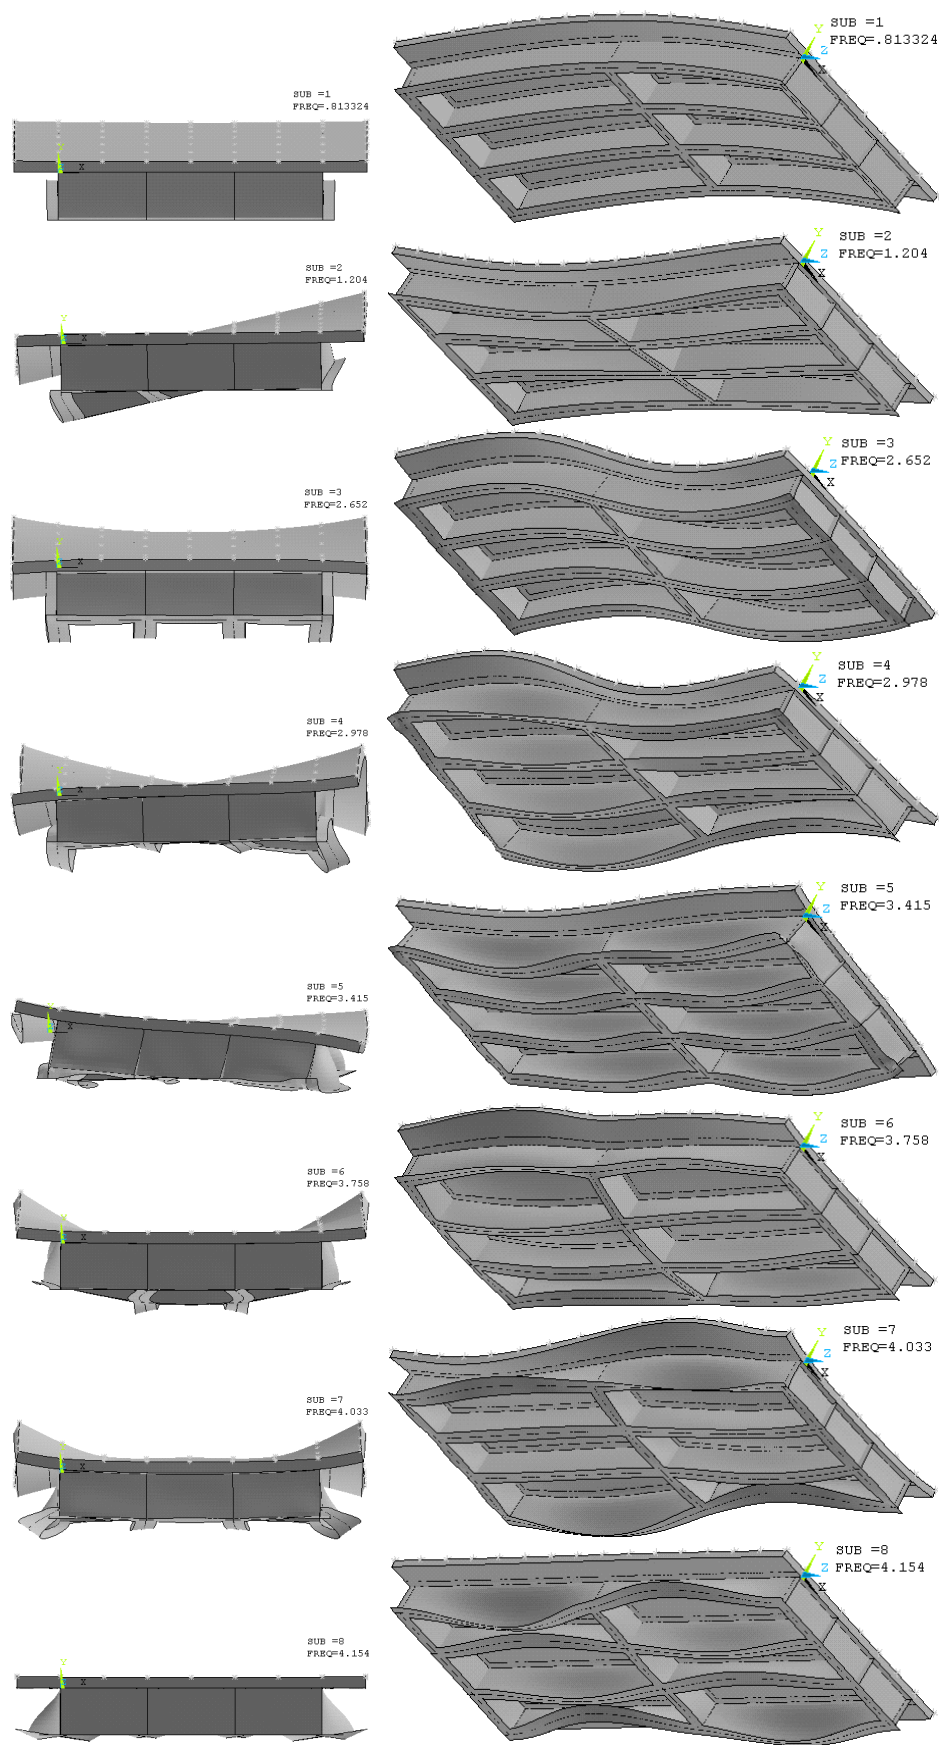 SUB =1
FREQ=.813324
Y
Z
X
SUB =1
FREQ=.813324
Y
X
SUB =2
FREQ=1.204
Y
Z
X
SUB =2
FREQ=1.204
Y
X
SUB =3
FREQ=2.652
Y
Z
X
SUB =3
FREQ=2.652
Y
X
SUB =4
FREQ=2.978
Y
Z
X
SUB =4
FREQ=2.978
Y
X
SUB =5
FREQ=3.415
Y
Z
X
SUB =5
FREQ=3.415
Y
X
SUB =6
FREQ=3.758
Y
Z
X
SUB =6
FREQ=3.758
Y
X
SUB =7
FREQ=4.033
Y
Z
X
SUB =7
FREQ=4.033
Y
X
SUB =8
FREQ=4.154
Y
Z
X
SUB =8
FREQ=4.154
Y
X